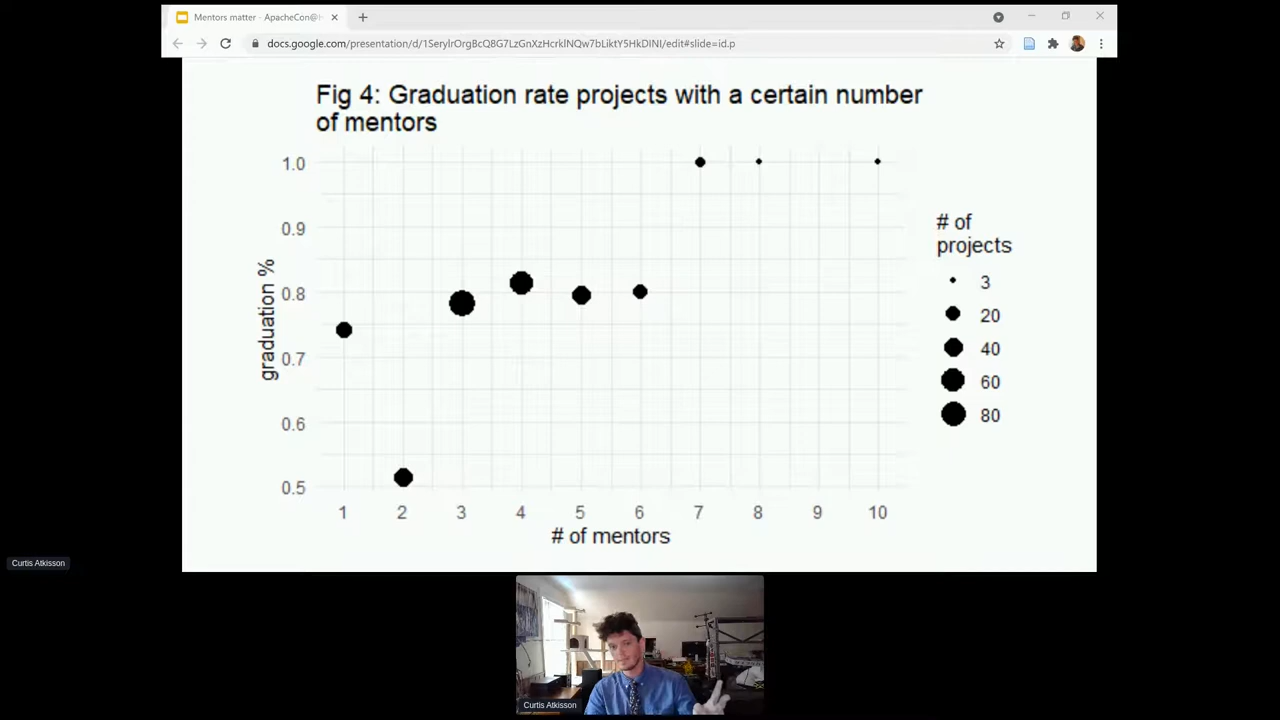 Mentors matter - ApacheCon@H
docs.google.com/presentation/d/1SerylrOrgBcQ8G7LzGnXzHcrklNQw7bLiktY5HkDINI/edit#slide=id.p
Fig 4: Graduation rate projects with a certain number
of mentors
1.0
0.9
0.8
0.7
0.6
0.5
graduation %
1 2 3 4 5 6 7 8 9 10
# of mentors
# of
projects
3
20
40
60
80
Curtis Atkisson
Curtis Atkisson